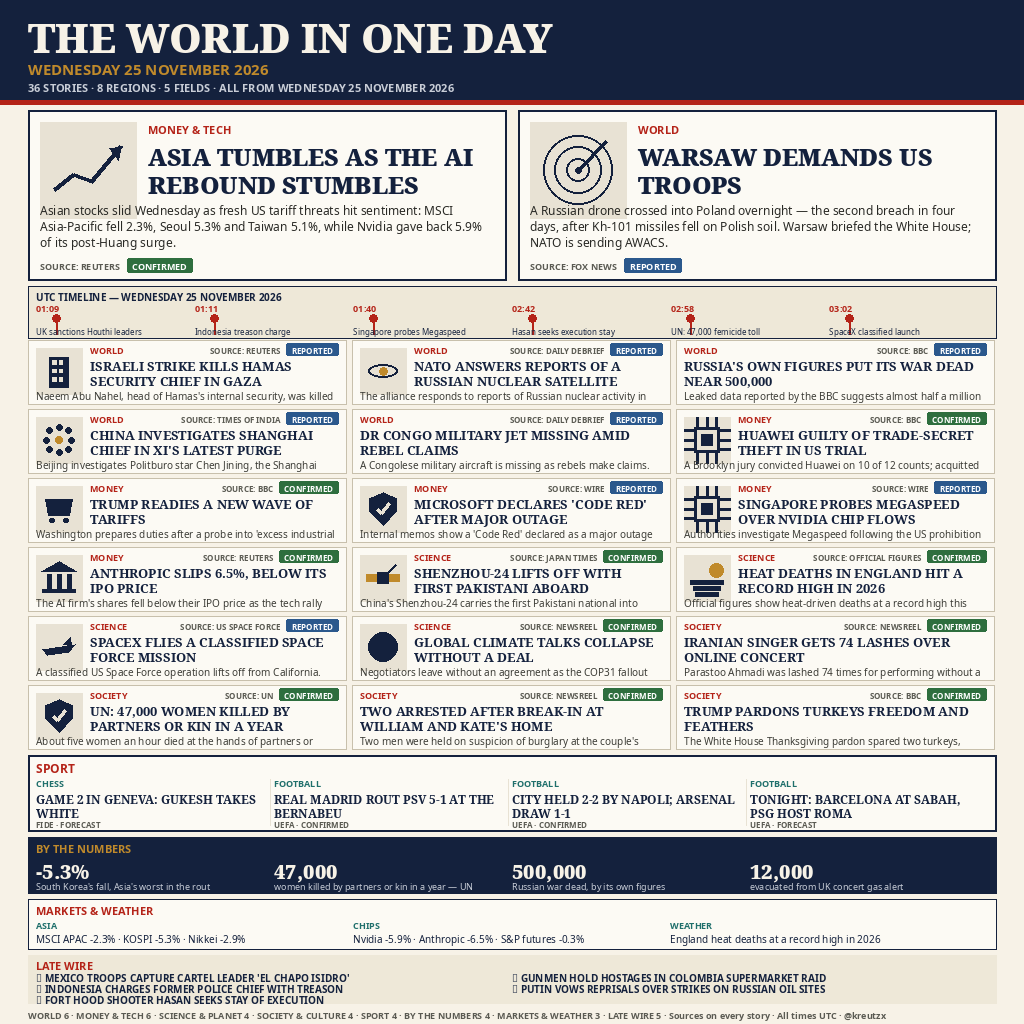 THE WORLD IN ONE DAY
WEDNESDAY 25 NOVEMBER 2026
36 STORIES · 8 REGIONS · 5 FIELDS · ALL FROM WEDNESDAY 25 NOVEMBER 2026
MONEY & TECH
ASIA TUMBLES AS THE AI
REBOUND STUMBLES
Asian stocks slid Wednesday as fresh US tariff threats hit sentiment: MSCI
Asia-Pacific fell 2.3%, Seoul 5.3% and Taiwan 5.1%, while Nvidia gave back 5.9%
of its post-Huang surge.
SOURCE: REUTERS CONFIRMED
WORLD
WARSAW DEMANDS US
TROOPS
A Russian drone crossed into Poland overnight — the second breach in four
days, after Kh-101 missiles fell on Polish soil. Warsaw briefed the White House;
NATO is sending AWACS.
SOURCE: FOX NEWS REPORTED
UTC TIMELINE — WEDNESDAY 25 NOVEMBER 2026
01:09 01:11 01:40 02:42 02:58 03:02
UK sanctions Houthi leaders Indonesia treason charge Singapore probes Megaspeed Hasan seeks execution stay UN: 47,000 femicide toll SpaceX classified launch
WORLD SOURCE: REUTERS REPORTED
ISRAELI STRIKE KILLS HAMAS
SECURITY CHIEF IN GAZA
Naeem Abu Nahel, head of Hamas's internal security, was killed
WORLD SOURCE: DAILY DEBRIEF REPORTED
NATO ANSWERS REPORTS OF A
RUSSIAN NUCLEAR SATELLITE
The alliance responds to reports of Russian nuclear activity in
WORLD SOURCE: BBC REPORTED
RUSSIA'S OWN FIGURES PUT ITS WAR DEAD
NEAR 500,000
Leaked data reported by the BBC suggests almost half a million
WORLD SOURCE: TIMES OF INDIA REPORTED
CHINA INVESTIGATES SHANGHAI
CHIEF IN XI'S LATEST PURGE
Beijing investigates Politburo star Chen Jining, the Shanghai
WORLD SOURCE: DAILY DEBRIEF REPORTED
DR CONGO MILITARY JET MISSING AMID
REBEL CLAIMS
A Congolese military aircraft is missing as rebels make claims.
MONEY SOURCE: BBC CONFIRMED
HUAWEI GUILTY OF TRADE-SECRET
THEFT IN US TRIAL
A Brooklyn jury convicted Huawei on 10 of 12 counts; acquitted
MONEY SOURCE: BBC CONFIRMED
TRUMP READIES A NEW WAVE OF
TARIFFS
Washington prepares duties after a probe into 'excess industrial
MONEY SOURCE: WIRE REPORTED
MICROSOFT DECLARES 'CODE RED'
AFTER MAJOR OUTAGE
Internal memos show a 'Code Red' declared as a major outage
MONEY SOURCE: WIRE REPORTED
SINGAPORE PROBES MEGASPEED
OVER NVIDIA CHIP FLOWS
Authorities investigate Megaspeed following the US prohibition
MONEY SOURCE: REUTERS CONFIRMED
ANTHROPIC SLIPS 6.5%, BELOW ITS
IPO PRICE
The AI firm's shares fell below their IPO price as the tech rally
SCIENCE SOURCE: JAPAN TIMES CONFIRMED
SHENZHOU-24 LIFTS OFF WITH
FIRST PAKISTANI ABOARD
China's Shenzhou-24 carries the first Pakistani national into
SCIENCE SOURCE: OFFICIAL FIGURES CONFIRMED
HEAT DEATHS IN ENGLAND HIT A
RECORD HIGH IN 2026
Official figures show heat-driven deaths at a record high this
SCIENCE SOURCE: US SPACE FORCE REPORTED
SPACEX FLIES A CLASSIFIED SPACE
FORCE MISSION
A classified US Space Force operation lifts off from California.
SCIENCE SOURCE: NEWSREEL CONFIRMED
GLOBAL CLIMATE TALKS COLLAPSE
WITHOUT A DEAL
Negotiators leave without an agreement as the COP31 fallout
SOCIETY SOURCE: NEWSREEL CONFIRMED
IRANIAN SINGER GETS 74 LASHES OVER
ONLINE CONCERT
Parastoo Ahmadi was lashed 74 times for performing without a
SOCIETY SOURCE: UN CONFIRMED
UN: 47,000 WOMEN KILLED BY
PARTNERS OR KIN IN A YEAR
About five women an hour died at the hands of partners or
SOCIETY SOURCE: NEWSREEL CONFIRMED
TWO ARRESTED AFTER BREAK-IN AT
WILLIAM AND KATE'S HOME
Two men were held on suspicion of burglary at the couple's
SOCIETY SOURCE: BBC CONFIRMED
TRUMP PARDONS TURKEYS FREEDOM AND
FEATHERS
The White House Thanksgiving pardon spared two turkeys,
SPORT
CHESS
GAME 2 IN GENEVA: GUKESH TAKES
WHITE
FIDE · FORECAST
FOOTBALL
REAL MADRID ROUT PSV 5-1 AT THE
BERNABEU
UEFA · CONFIRMED
FOOTBALL
CITY HELD 2-2 BY NAPOLI; ARSENAL
DRAW 1-1
UEFA · CONFIRMED
FOOTBALL
TONIGHT: BARCELONA AT SABAH,
PSG HOST ROMA
UEFA · FORECAST
BY THE NUMBERS
-5.3%
South Korea's fall, Asia's worst in the rout
47,000
women killed by partners or kin in a year — UN
500,000
Russian war dead, by its own figures
12,000
evacuated from UK concert gas alert
MARKETS & WEATHER
ASIA
MSCI APAC -2.3% · KOSPI -5.3% · Nikkei -2.9%
CHIPS
Nvidia -5.9% · Anthropic -6.5% · S&P futures -0.3%
WEATHER
England heat deaths at a record high in 2026
LATE WIRE
MEXICO TROOPS CAPTURE CARTEL LEADER 'EL CHAPO ISIDRO'
INDONESIA CHARGES FORMER POLICE CHIEF WITH TREASON
FORT HOOD SHOOTER HASAN SEEKS STAY OF EXECUTION
GUNMEN HOLD HOSTAGES IN COLOMBIA SUPERMARKET RAID
PUTIN VOWS REPRISALS OVER STRIKES ON RUSSIAN OIL SITES
WORLD 6 · MONEY & TECH 6 · SCIENCE & PLANET 4 · SOCIETY & CULTURE 4 · SPORT 4 · BY THE NUMBERS 4 · MARKETS & WEATHER 3 · LATE WIRE 5 · Sources on every story · All times UTC · @kreutzx